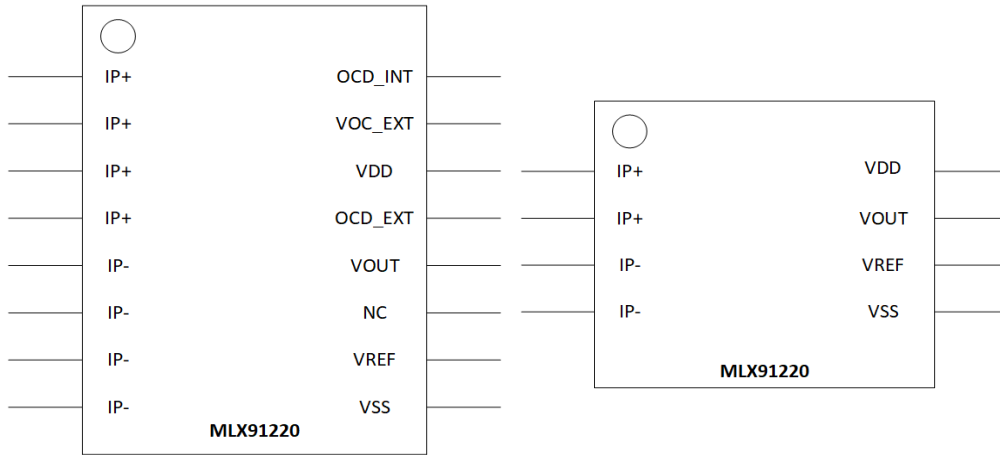 IP+ OCD_INT
IP+ VOC_EXT
IP+ VDD
IP+ OCD_EXT
IP- VOUT
IP- NC
IP- VREF
IP- VSS
MLX91220
IP+ VDD
IP+ VOUT
IP- VREF
IP- VSS
MLX91220